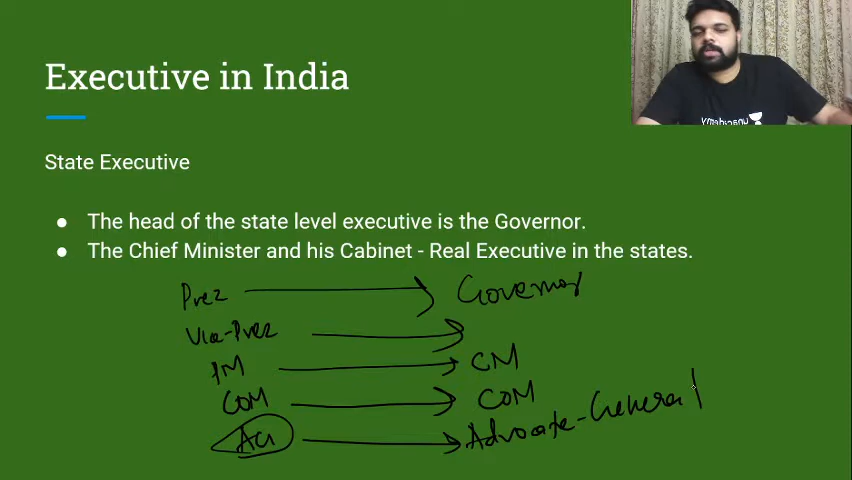 Executive in India
unacademy
State Executive
● The head of the state level executive is the Governor.
● The Chief Minister and his Cabinet - Real Executive in the states.
Prez Governor
Vice-Prez
PM CM
COM COM
AG Advocate-General